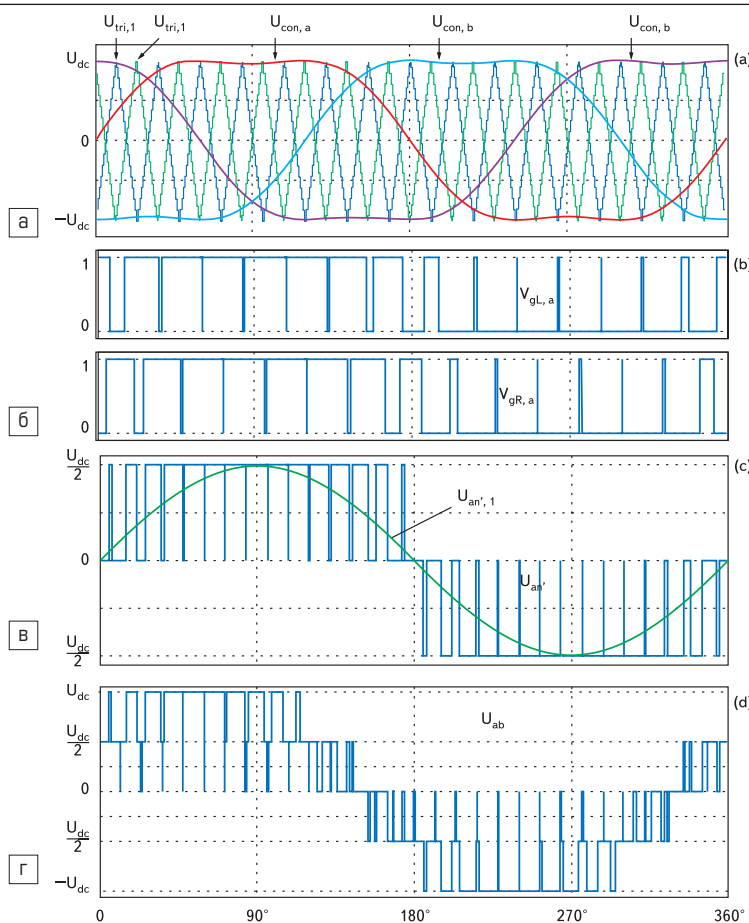 U_tri,1 U_tri,1 U_con, a U_con, b U_con, b
(a)
U_dc
0
−U_dc
а
(b)
1
0
V_gL, a
1
0
V_gR, a
б
(c)
U_dc
2
U_an', 1
0
U_an'
U_dc
2
в
(d)
U_dc
U_ab
U_dc
2
0
U_dc
2
−U_dc
г
0 90° 180° 270° 360°